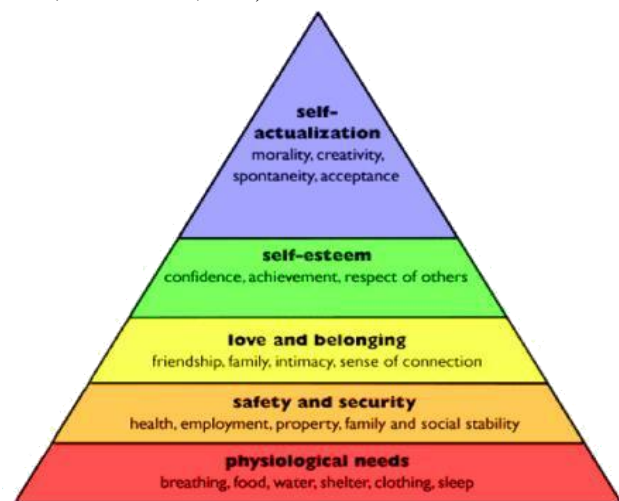 self-
actualization
morality, creativity,
spontaneity, acceptance
self-esteem
confidence, achievement, respect of others
love and belonging
friendship, family, intimacy, sense of connection
safety and security
health, employment, property, family and social stability
physiological needs
breathing, food, water, shelter, clothing, sleep